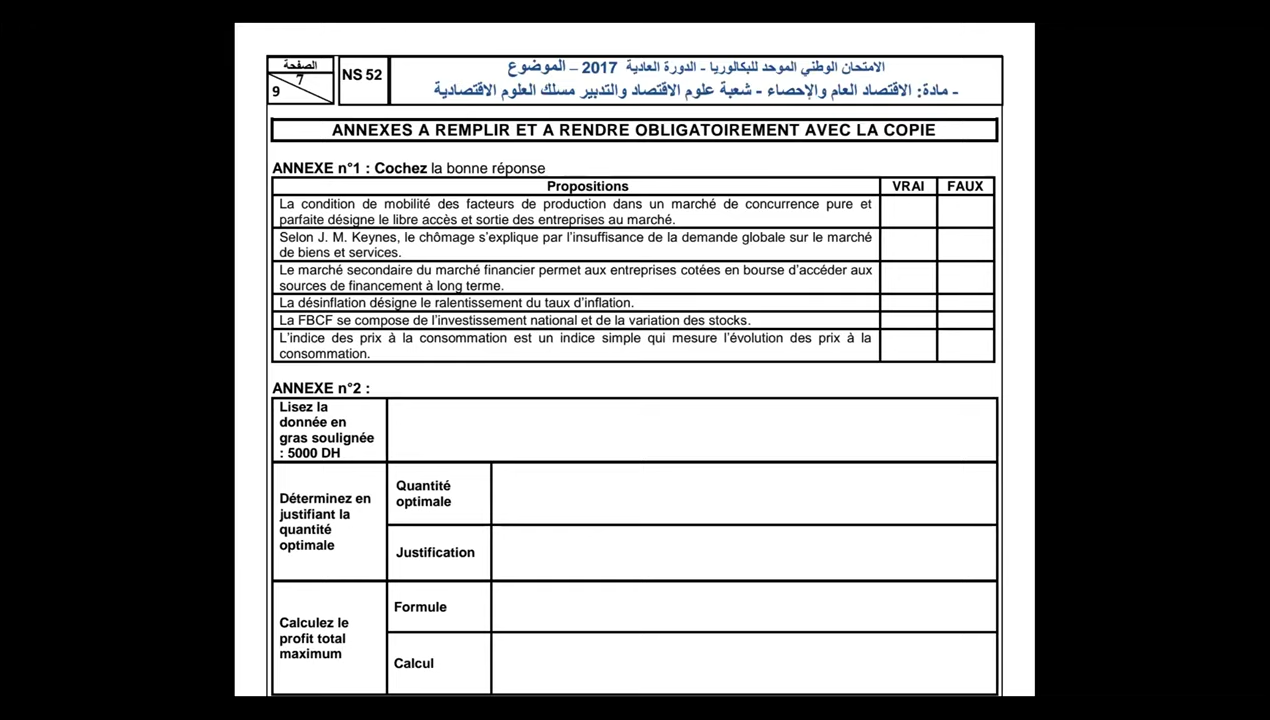 الصفحة
7
9
NS 52
الامتحان الوطني الموحد للبكالوريا - الدورة العادية 2017 – الموضوع
- مادة: الاقتصاد العام والإحصاء - شعبة علوم الاقتصاد والتدبير مسلك العلوم الاقتصادية
ANNEXES A REMPLIR ET A RENDRE OBLIGATOIREMENT AVEC LA COPIE
ANNEXE n°1 : Cochez la bonne réponse
Propositions VRAI FAUX
La condition de mobilité des facteurs de production dans un marché de concurrence pure et
parfaite désigne le libre accès et sortie des entreprises au marché.
Selon J. M. Keynes, le chômage s’explique par l’insuffisance de la demande globale sur le marché
de biens et services.
Le marché secondaire du marché financier permet aux entreprises cotées en bourse d’accéder aux
sources de financement à long terme.
La désinflation désigne le ralentissement du taux d’inflation.
La FBCF se compose de l’investissement national et de la variation des stocks.
L’indice des prix à la consommation est un indice simple qui mesure l’évolution des prix à la
consommation.
ANNEXE n°2 :
Lisez la
donnée en
gras soulignée
: 5000 DH
Déterminez en
justifiant la
quantité
optimale
Quantité
optimale
Justification
Calculez le
profit total
maximum
Formule
Calcul